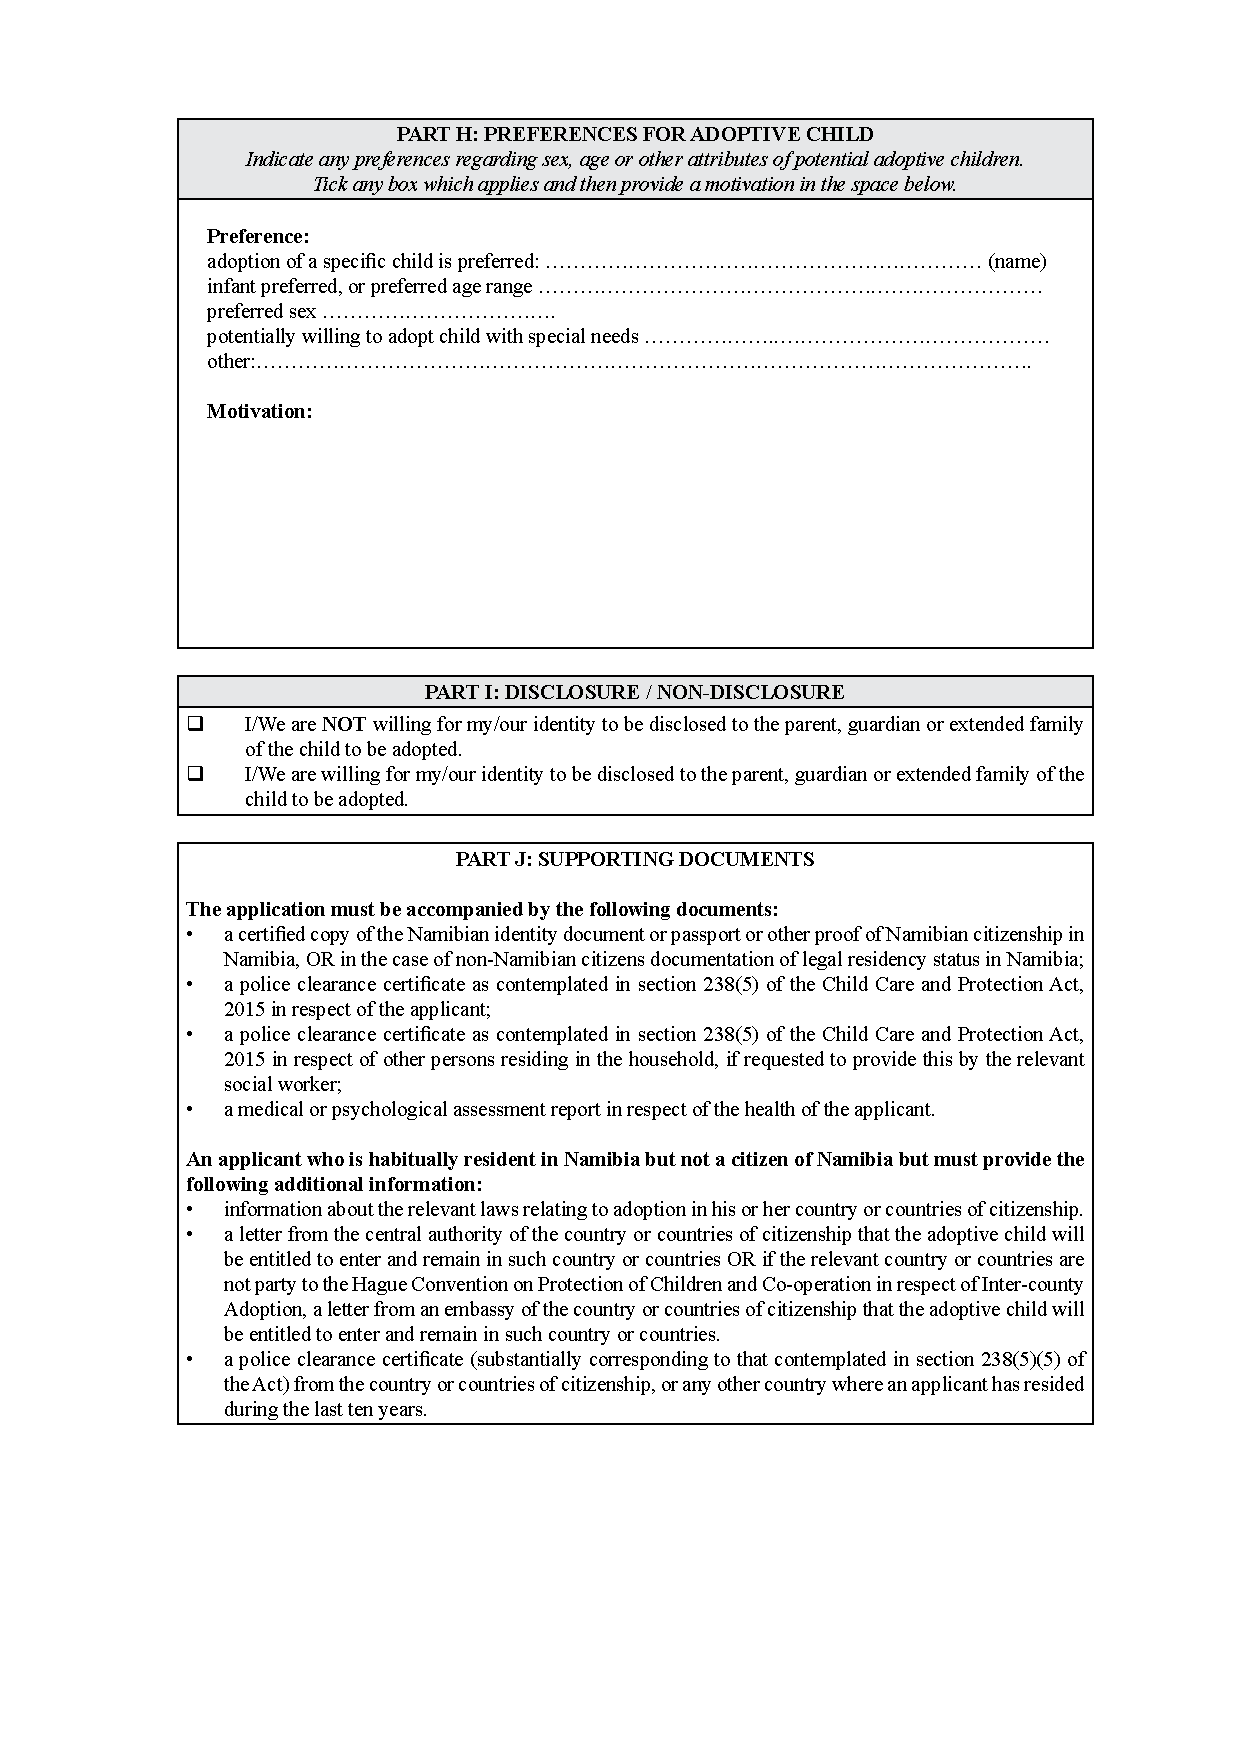 PART H: PREFERENCES FOR ADOPTIVE CHILD
Indicate any preferences regarding sex, age or other attributes of potential adoptive children.
Tick any box which applies and then provide a motivation in the space below.
Preference:
adoption of a specific child is preferred: ……………………………………………………… (name)
infant preferred, or preferred age range ………………………………………………………………
preferred sex …………………………….
potentially willing to adopt child with special needs ………………………………………………….
other:…………………………………………………………………………………………………..
Motivation:
PART I: DISCLOSURE / NON-DISCLOSURE
❑ I/We are NOT willing for my/our identity to be disclosed to the parent, guardian or extended family
of the child to be adopted.
❑ I/We are willing for my/our identity to be disclosed to the parent, guardian or extended family of the
child to be adopted.
PART J: SUPPORTING DOCUMENTS
The application must be accompanied by the following documents:
• a certified copy of the Namibian identity document or passport or other proof of Namibian citizenship in
Namibia, OR in the case of non-Namibian citizens documentation of legal residency status in Namibia;
• a police clearance certificate as contemplated in section 238(5) of the Child Care and Protection Act,
2015 in respect of the applicant;
• a police clearance certificate as contemplated in section 238(5) of the Child Care and Protection Act,
2015 in respect of other persons residing in the household, if requested to provide this by the relevant
social worker;
• a medical or psychological assessment report in respect of the health of the applicant.
An applicant who is habitually resident in Namibia but not a citizen of Namibia but must provide the
following additional information:
• information about the relevant laws relating to adoption in his or her country or countries of citizenship.
• a letter from the central authority of the country or countries of citizenship that the adoptive child will
be entitled to enter and remain in such country or countries OR if the relevant country or countries are
not party to the Hague Convention on Protection of Children and Co-operation in respect of Inter-county
Adoption, a letter from an embassy of the country or countries of citizenship that the adoptive child will
be entitled to enter and remain in such country or countries.
• a police clearance certificate (substantially corresponding to that contemplated in section 238(5)(5) of
the Act) from the country or countries of citizenship, or any other country where an applicant has resided
during the last ten years.